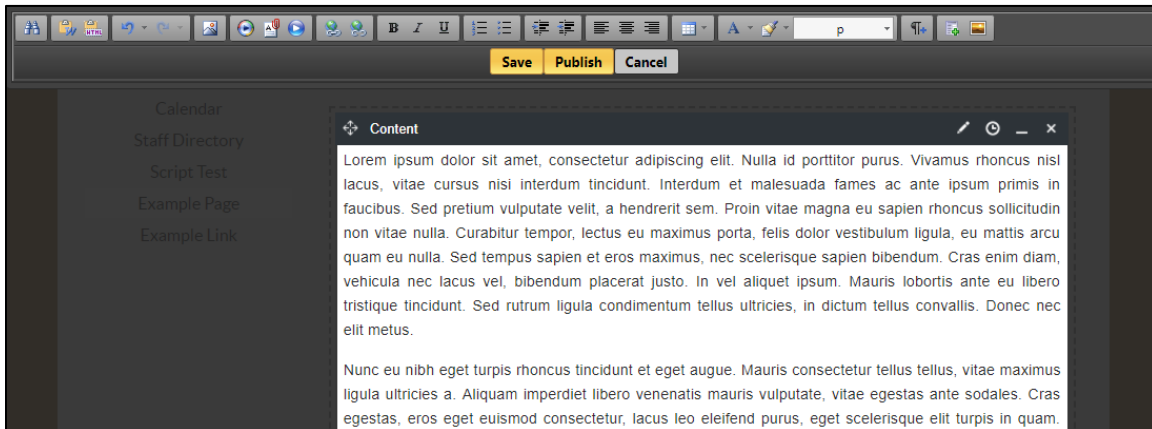 HTML
B I U A p
Save Publish Cancel
Calendar
Staff Directory
Script Test
Example Page
Example Link
Content
Lorem ipsum dolor sit amet, consectetur adipiscing elit. Nulla id porttitor purus. Vivamus rhoncus nisl
lacus, vitae cursus nisi interdum tincidunt. Interdum et malesuada fames ac ante ipsum primis in
faucibus. Sed pretium vulputate velit, a hendrerit sem. Proin vitae magna eu sapien rhoncus sollicitudin
non vitae nulla. Curabitur tempor, lectus eu maximus porta, felis dolor vestibulum ligula, eu mattis arcu
quam eu nulla. Sed tempus sapien et eros maximus, nec scelerisque sapien bibendum. Cras enim diam,
vehicula nec lacus vel, bibendum placerat justo. In vel aliquet ipsum. Mauris lobortis ante eu libero
tristique tincidunt. Sed rutrum ligula condimentum tellus ultricies, in dictum tellus convallis. Donec nec
elit metus.
Nunc eu nibh eget turpis rhoncus tincidunt et eget augue. Mauris consectetur tellus tellus, vitae maximus
ligula ultricies a. Aliquam imperdiet libero venenatis mauris vulputate, vitae egestas ante sodales. Cras
egestas, eros eget euismod consectetur, lacus leo eleifend purus, eget scelerisque elit turpis in quam.